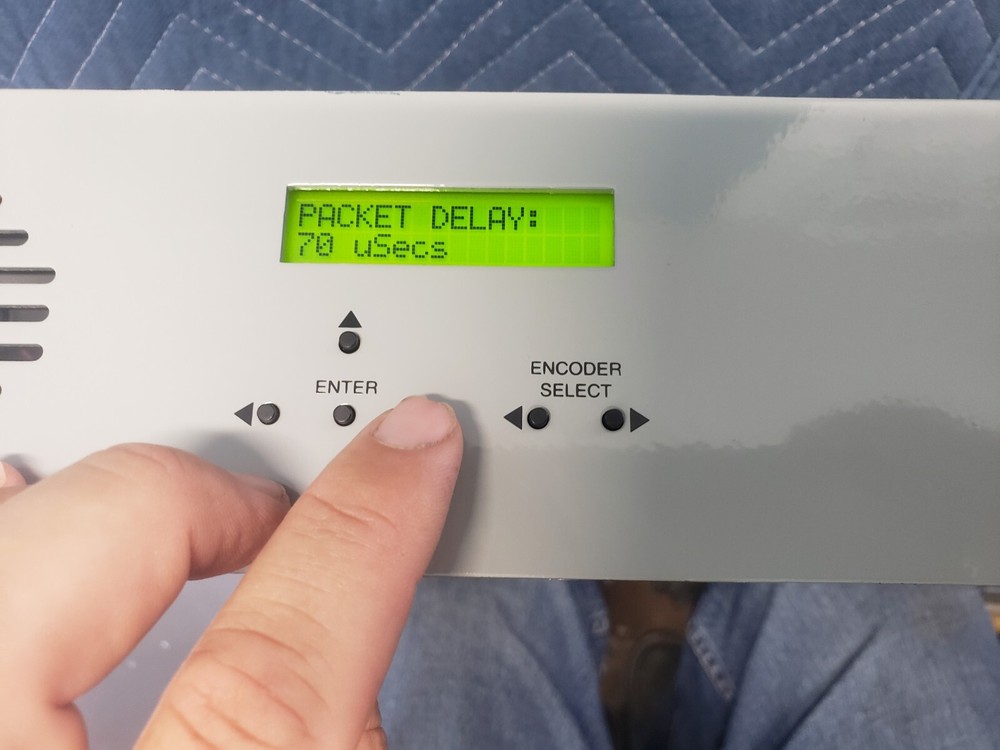 PACKET DELAY:
70 uSecs
ENTER
ENCODER
SELECT